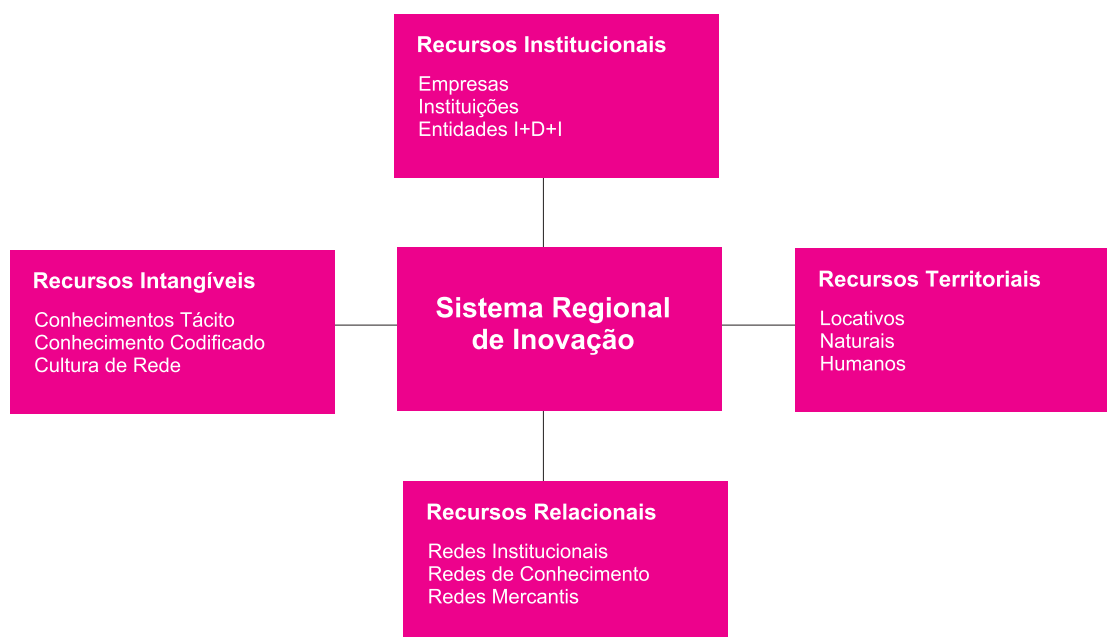 Recursos Institucionais
Empresas
Instituições
Entidades I+D+I
Recursos Intangíveis
Conhecimentos Tácito
Conhecimento Codificado
Cultura de Rede
Sistema Regional
de Inovação
Recursos Territoriais
Locativos
Naturais
Humanos
Recursos Relacionais
Redes Institucionais
Redes de Conhecimento
Redes Mercantis